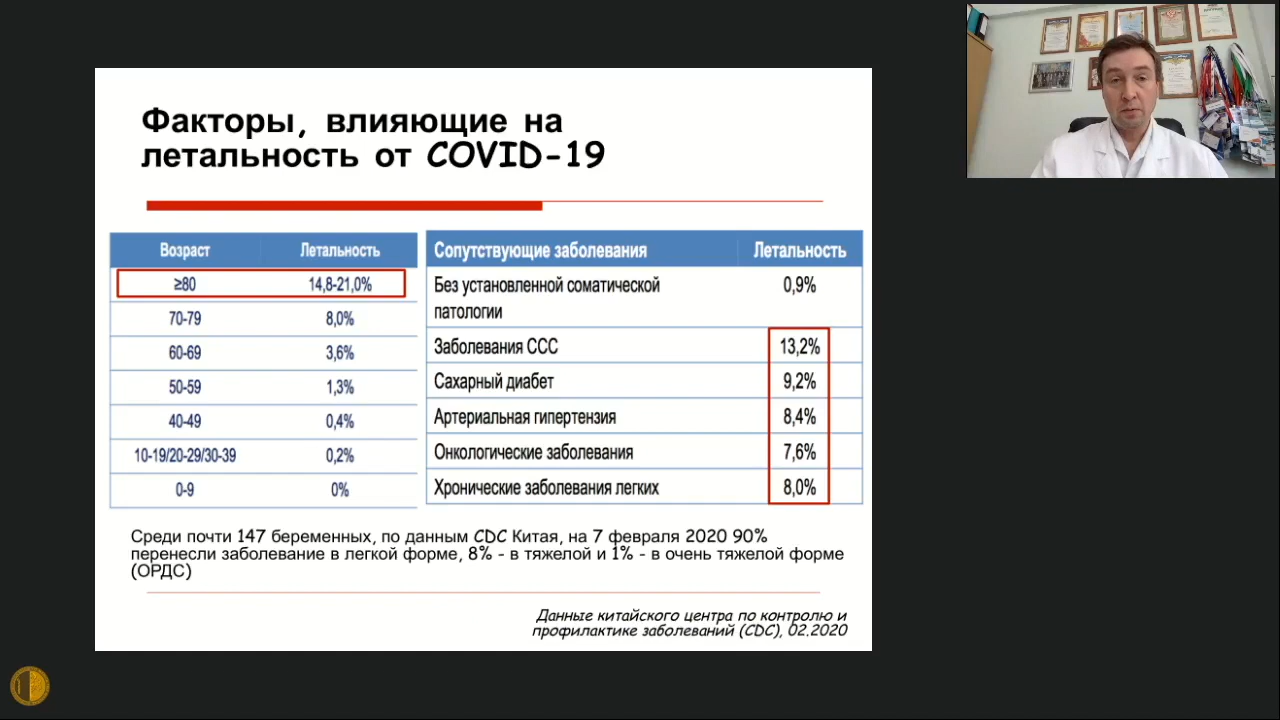 Факторы, влияющие на
летальность от COVID-19
Возраст Летальность
≥80 14,8-21,0%
70-79 8,0%
60-69 3,6%
50-59 1,3%
40-49 0,4%
10-19/20-29/30-39 0,2%
0-9 0%
Сопутствующие заболевания Летальность
Без установленной соматической 0,9%
патологии
Заболевания ССС 13,2%
Сахарный диабет 9,2%
Артериальная гипертензия 8,4%
Онкологические заболевания 7,6%
Хронические заболевания легких 8,0%
Среди почти 147 беременных, по данным CDC Китая, на 7 февраля 2020 90%
перенесли заболевание в легкой форме, 8% - в тяжелой и 1% - в очень тяжелой форме
(ОРДС)
Данные китайского центра по контролю и
профилактике заболеваний (CDC), 02.2020